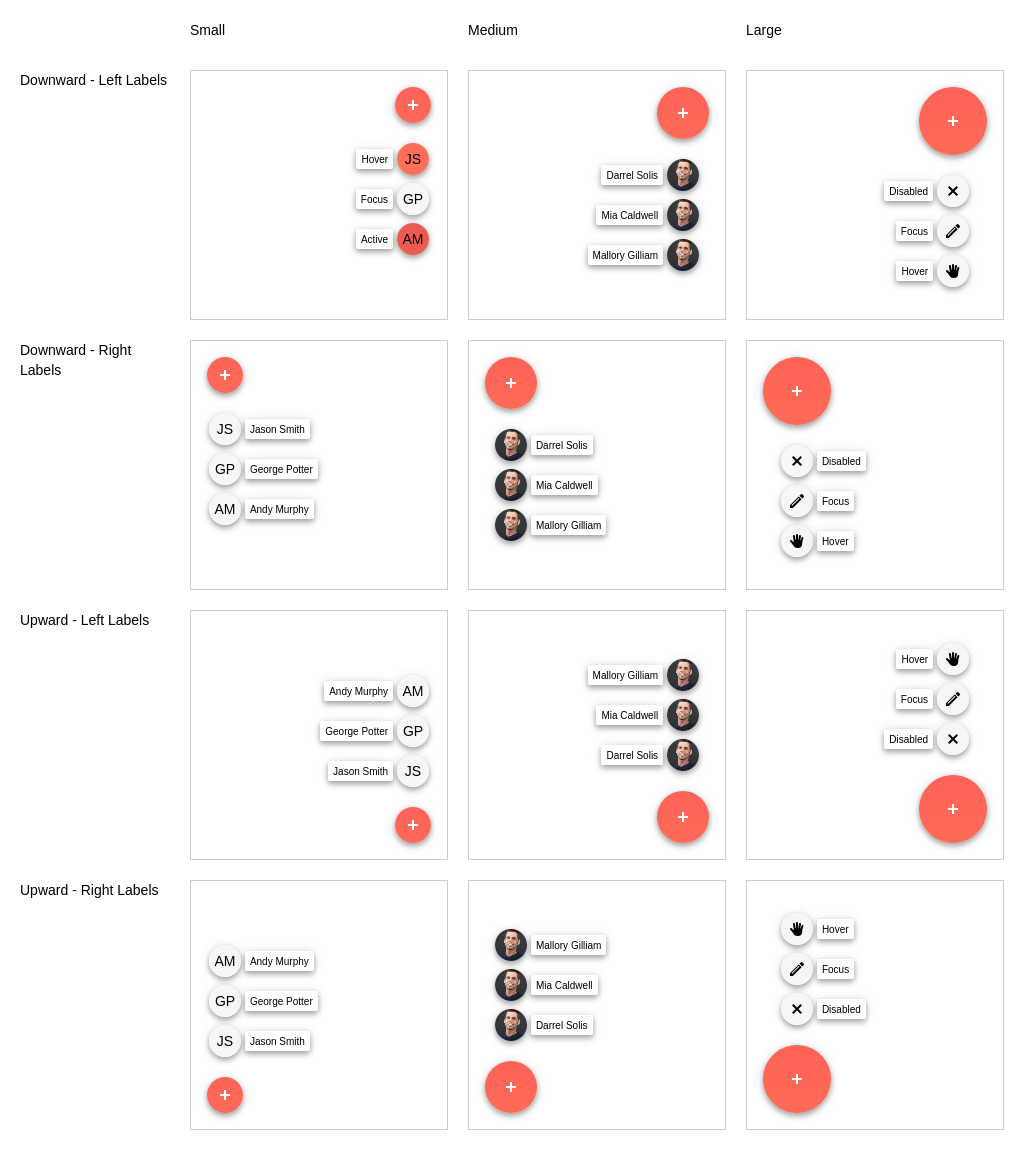 Small
Medium
Large
Downward - Left Labels
Hover
JS
Focus
GP
Active
AM
Darrel Solis
Mia Caldwell
Mallory Gilliam
Disabled
Focus
Hover
Downward - Right
Labels
JS
Jason Smith
GP
George Potter
AM
Andy Murphy
Darrel Solis
Mia Caldwell
Mallory Gilliam
Disabled
Focus
Hover
Upward - Left Labels
Andy Murphy
AM
George Potter
GP
Jason Smith
JS
Mallory Gilliam
Mia Caldwell
Darrel Solis
Hover
Focus
Disabled
Upward - Right Labels
AM
Andy Murphy
GP
George Potter
JS
Jason Smith
Mallory Gilliam
Mia Caldwell
Darrel Solis
Hover
Focus
Disabled